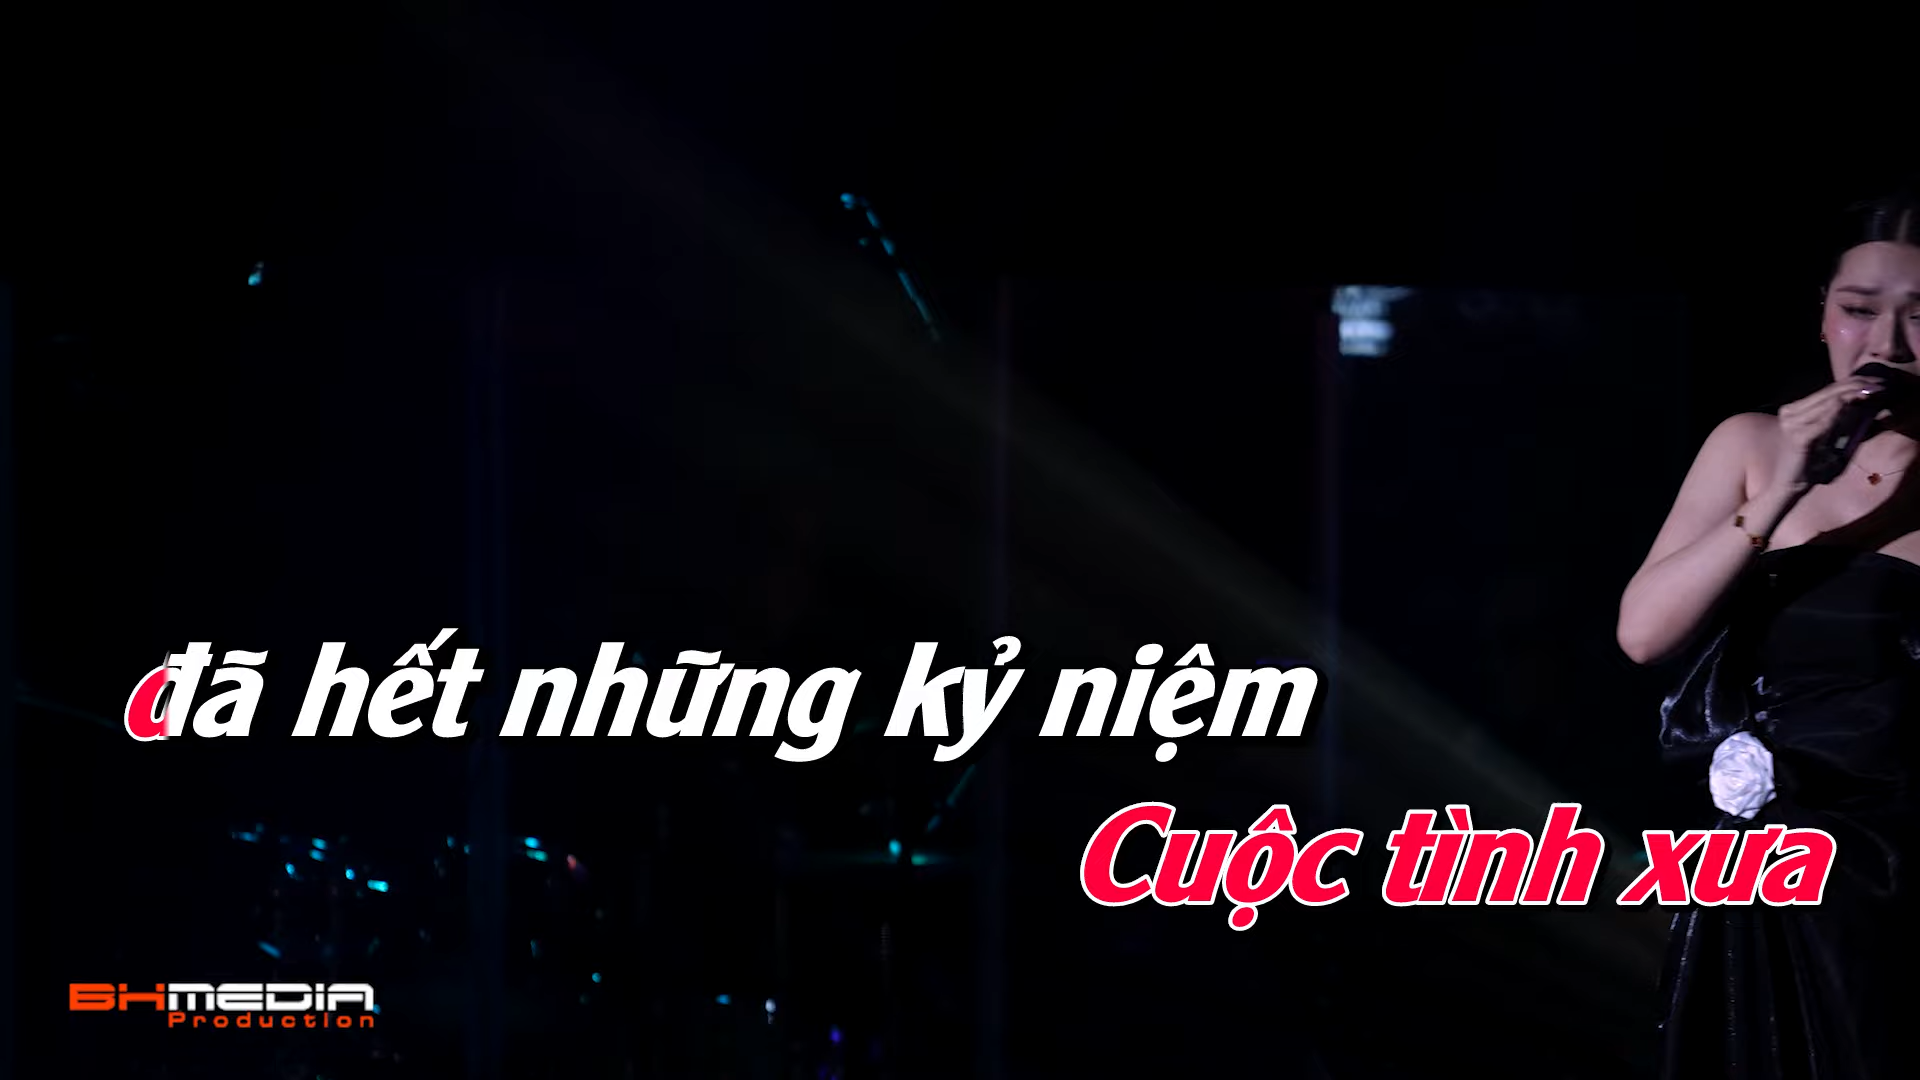 đã hết những kỷ niệm
Cuộc tình xưa
BHMEDIA
Production